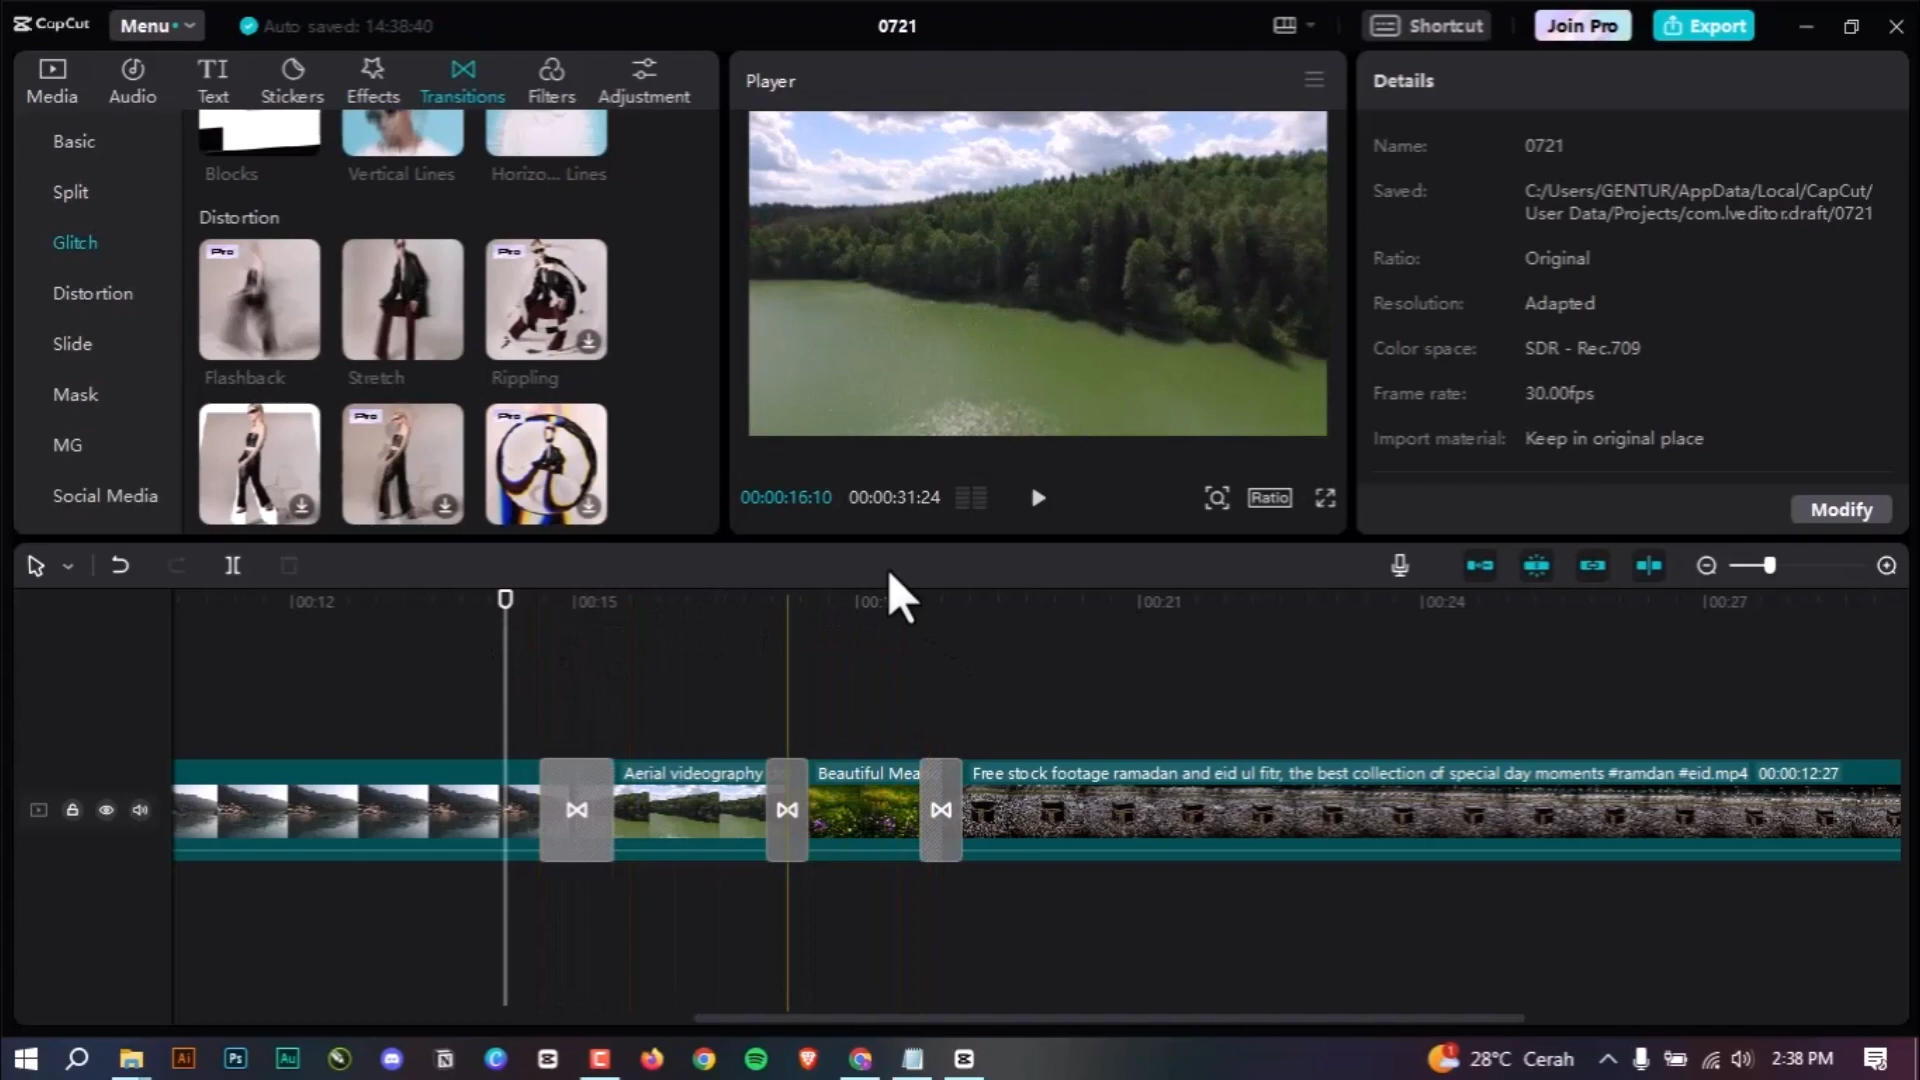 CapCut
Menu
Auto saved: 14:38:40
0721
Shortcut
Join Pro
Export
Media
Audio
TI
Text
Stickers
Effects
Transitions
Filters
Adjustment
Basic
Split
Glitch
Distortion
Slide
Mask
MG
Social Media
Blocks
Vertical Lines
Horizo... Lines
Distortion
Pro
Pro
Flashback
Stretch
Rippling
Pro
Pro
Player
00:00:16:10
00:00:31:24
Ratio
Details
Name:
0721
Saved:
C:/Users/GENTUR/AppData/Local/CapCut/
User Data/Projects/com.lveditor.draft/0721
Ratio:
Original
Resolution:
Adapted
Color space:
SDR - Rec.709
Frame rate:
30.00fps
Import material:
Keep in original place
Modify
00:12
00:15
00:21
00:24
00:27
Aerial videography
Beautiful Mea
Free stock footage ramadan and eid ul fitr, the best collection of special day moments #ramdan #eid.mp4 00:00:12:27
Ai
Ps
Au
1
28°C Cerah
2:38 PM